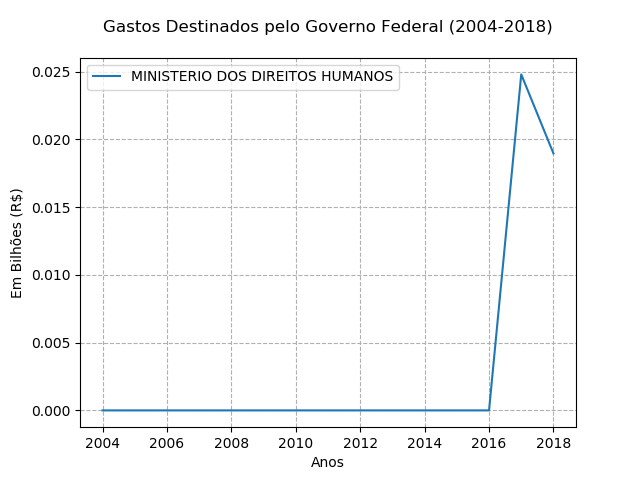 Gastos Destinados pelo Governo Federal (2004-2018)
MINISTERIO DOS DIREITOS HUMANOS
0.025
0.020
0.015
0.010
0.005
0.000
Em Bilhões (R$)
2004 2006 2008 2010 2012 2014 2016 2018
Anos